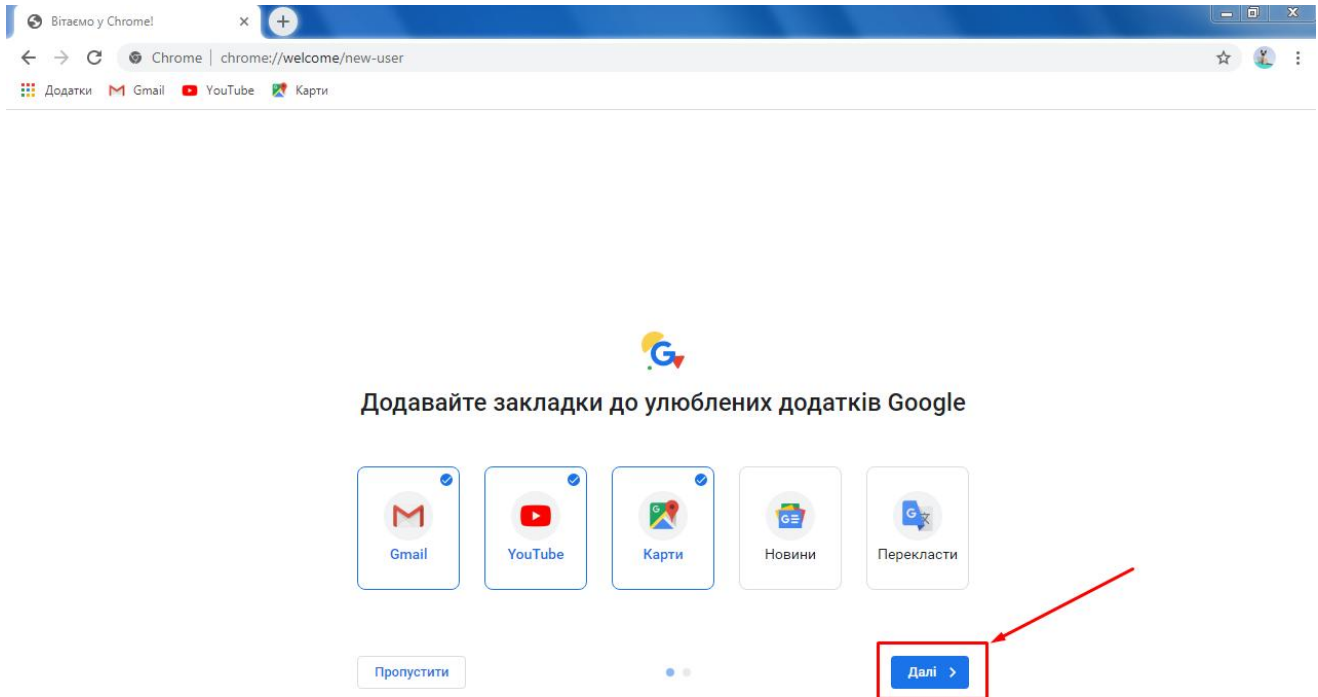 Вітаємо у Chrome!
Chrome | chrome://welcome/new-user
Додатки Gmail YouTube Карти
Додавайте закладки до улюблених додатків Google
Gmail YouTube Карти Новини Перекласти
Пропустити Далі